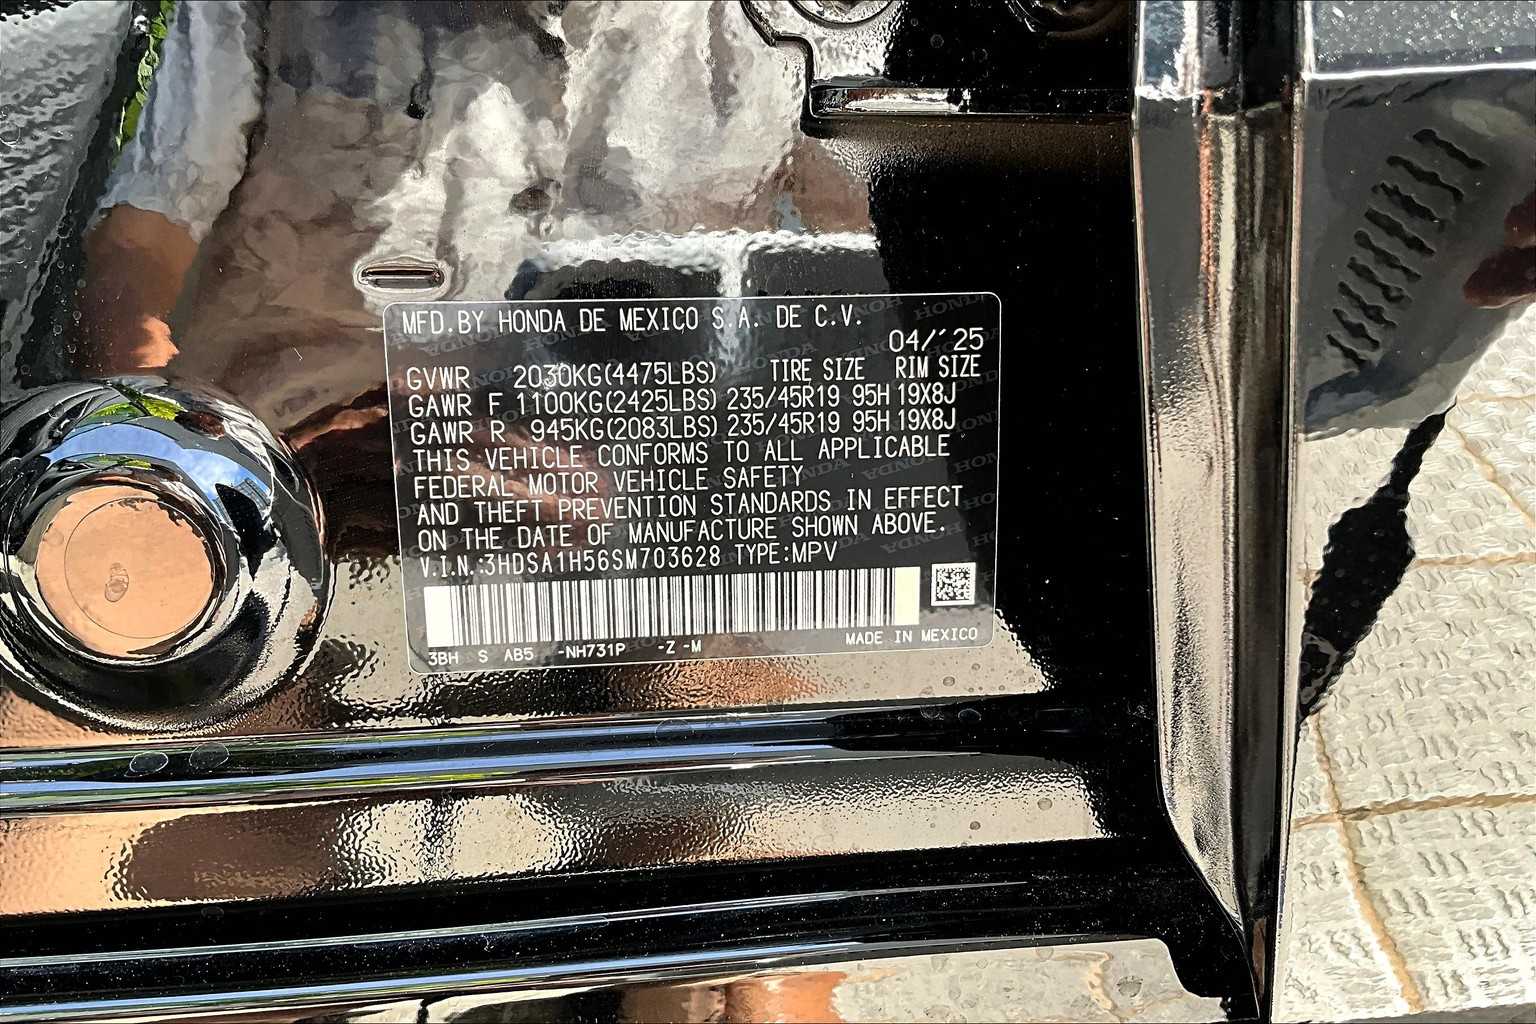 MFD.BY HONDA DE MEXICO S.A. DE C.V.
04/'25
GVWR 2030KG(4475LBS) TIRE SIZE RIM SIZE
GAWR F 1100KG(2425LBS) 235/45R19 95H 19X8J
GAWR R 945KG(2083LBS) 235/45R19 95H 19X8J
THIS VEHICLE CONFORMS TO ALL APPLICABLE
FEDERAL MOTOR VEHICLE SAFETY
AND THEFT PREVENTION STANDARDS IN EFFECT
ON THE DATE OF MANUFACTURE SHOWN ABOVE.
V.I.N.:3HDSA1H56SM703628 TYPE:MPV
3BH S AB5 -NH731P -Z -M MADE IN MEXICO